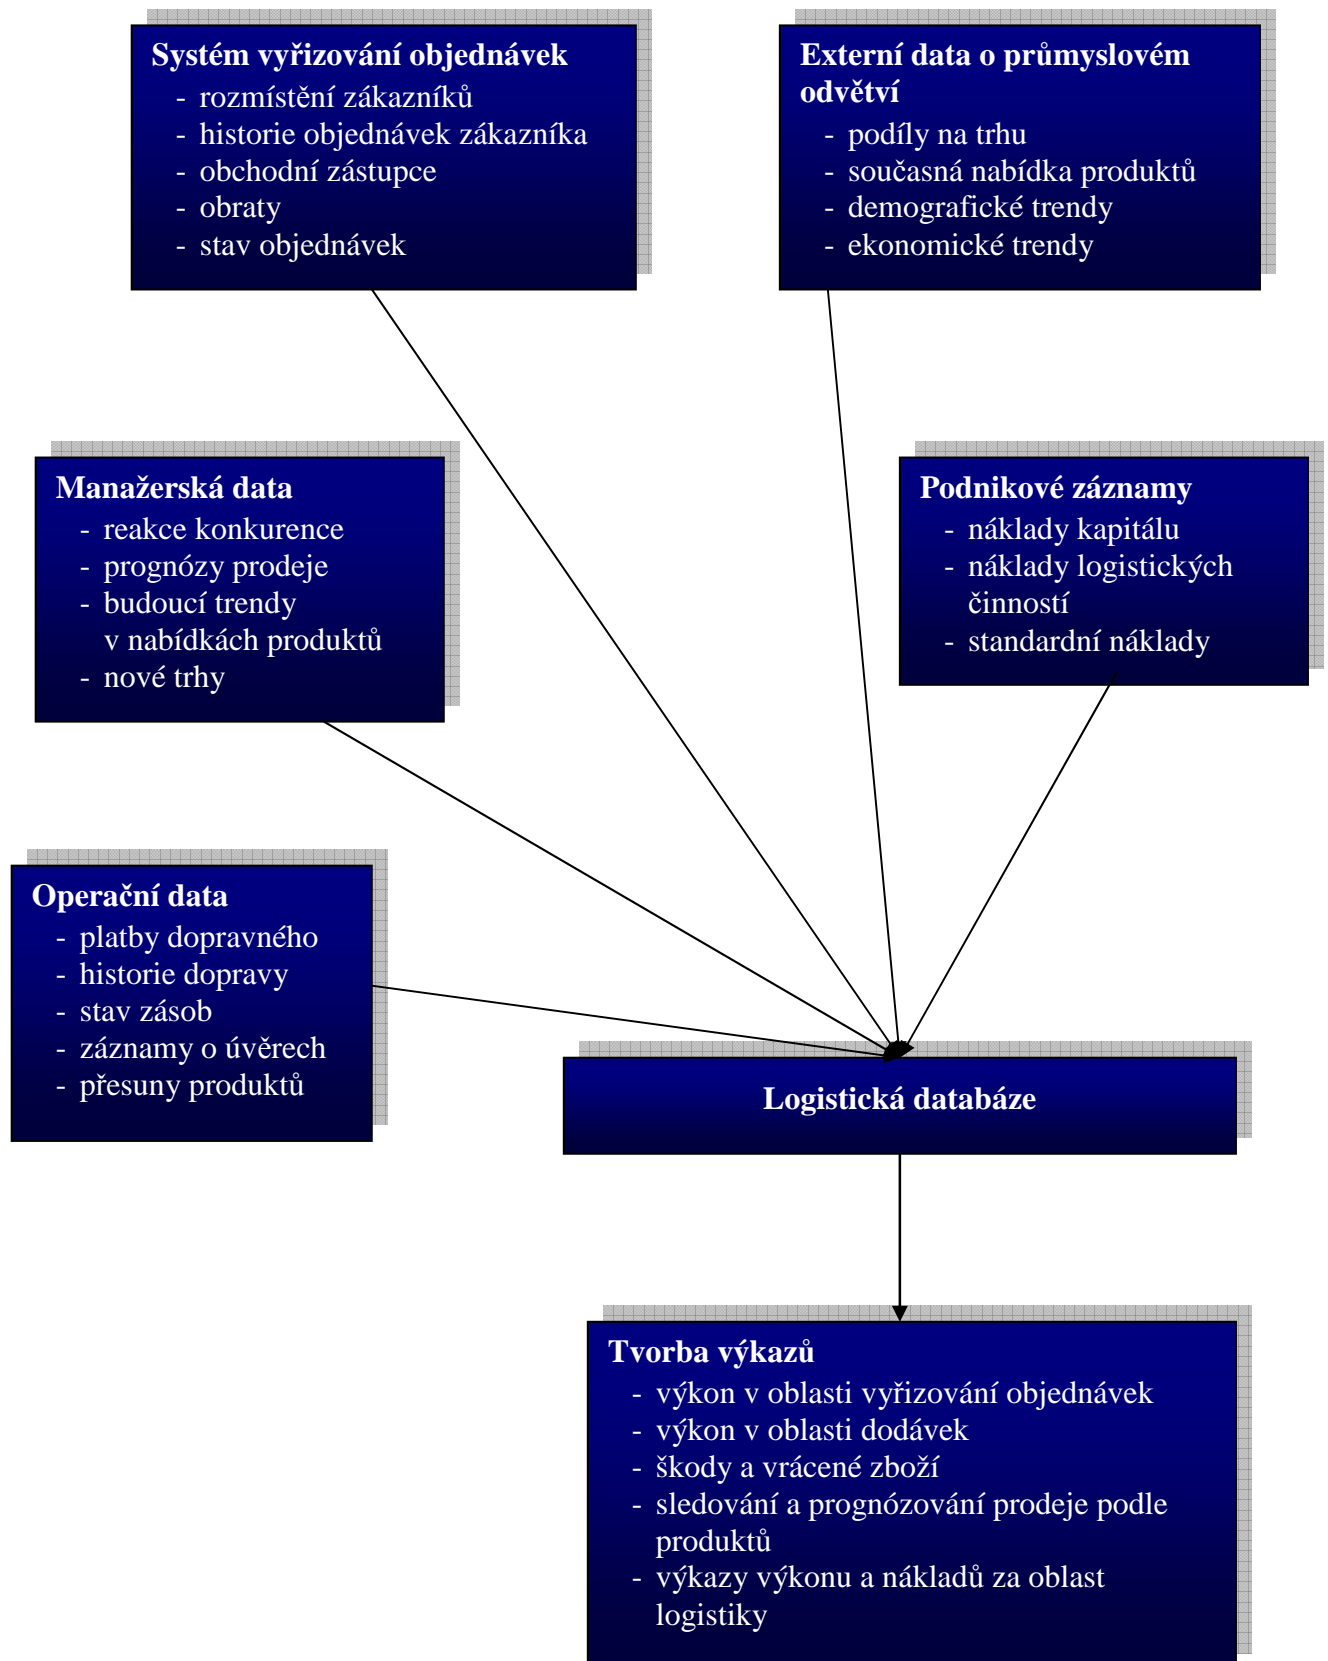 Systém vyřizování objednávek
- rozmístění zákazníků
- historie objednávek zákazníka
- obchodní zástupce
- obraty
- stav objednávek
Externí data o průmyslovém
odvětví
- podíly na trhu
- současná nabídka produktů
- demografické trendy
- ekonomické trendy
Manažerská data
- reakce konkurence
- prognózy prodeje
- budoucí trendy
v nabídkách produktů
- nové trhy
Podnikové záznamy
- náklady kapitálu
- náklady logistických
činností
- standardní náklady
Operační data
- platby dopravného
- historie dopravy
- stav zásob
- záznamy o úvěrech
- přesuny produktů
Logistická databáze
Tvorba výkazů
- výkon v oblasti vyřizování objednávek
- výkon v oblasti dodávek
- škody a vrácené zboží
- sledování a prognózování prodeje podle
produktů
- výkazy výkonu a nákladů za oblast
logistiky